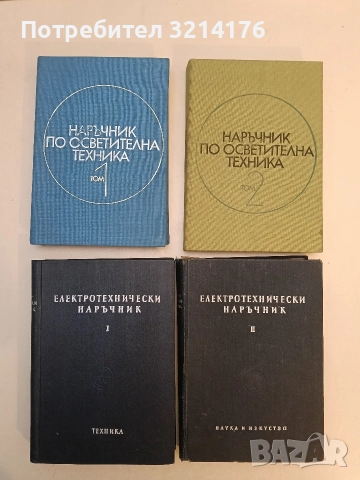 Потребител 3214176
НАРЪЧНИК
ПО ОСВЕТИТЕЛНА
ТЕХНИКА
ТОМ 1
НАРЪЧНИК
ПО ОСВЕТИТЕЛНА
ТЕХНИКА
ТОМ 2
ЕЛЕКТРОТЕХНИЧЕСКИ
НАРЪЧНИК
I
ТЕХНИКА
ЕЛЕКТРОТЕХНИЧЕСКИ
НАРЪЧНИК
II
НАУКА И ИЗКУСТВО
BAZAR